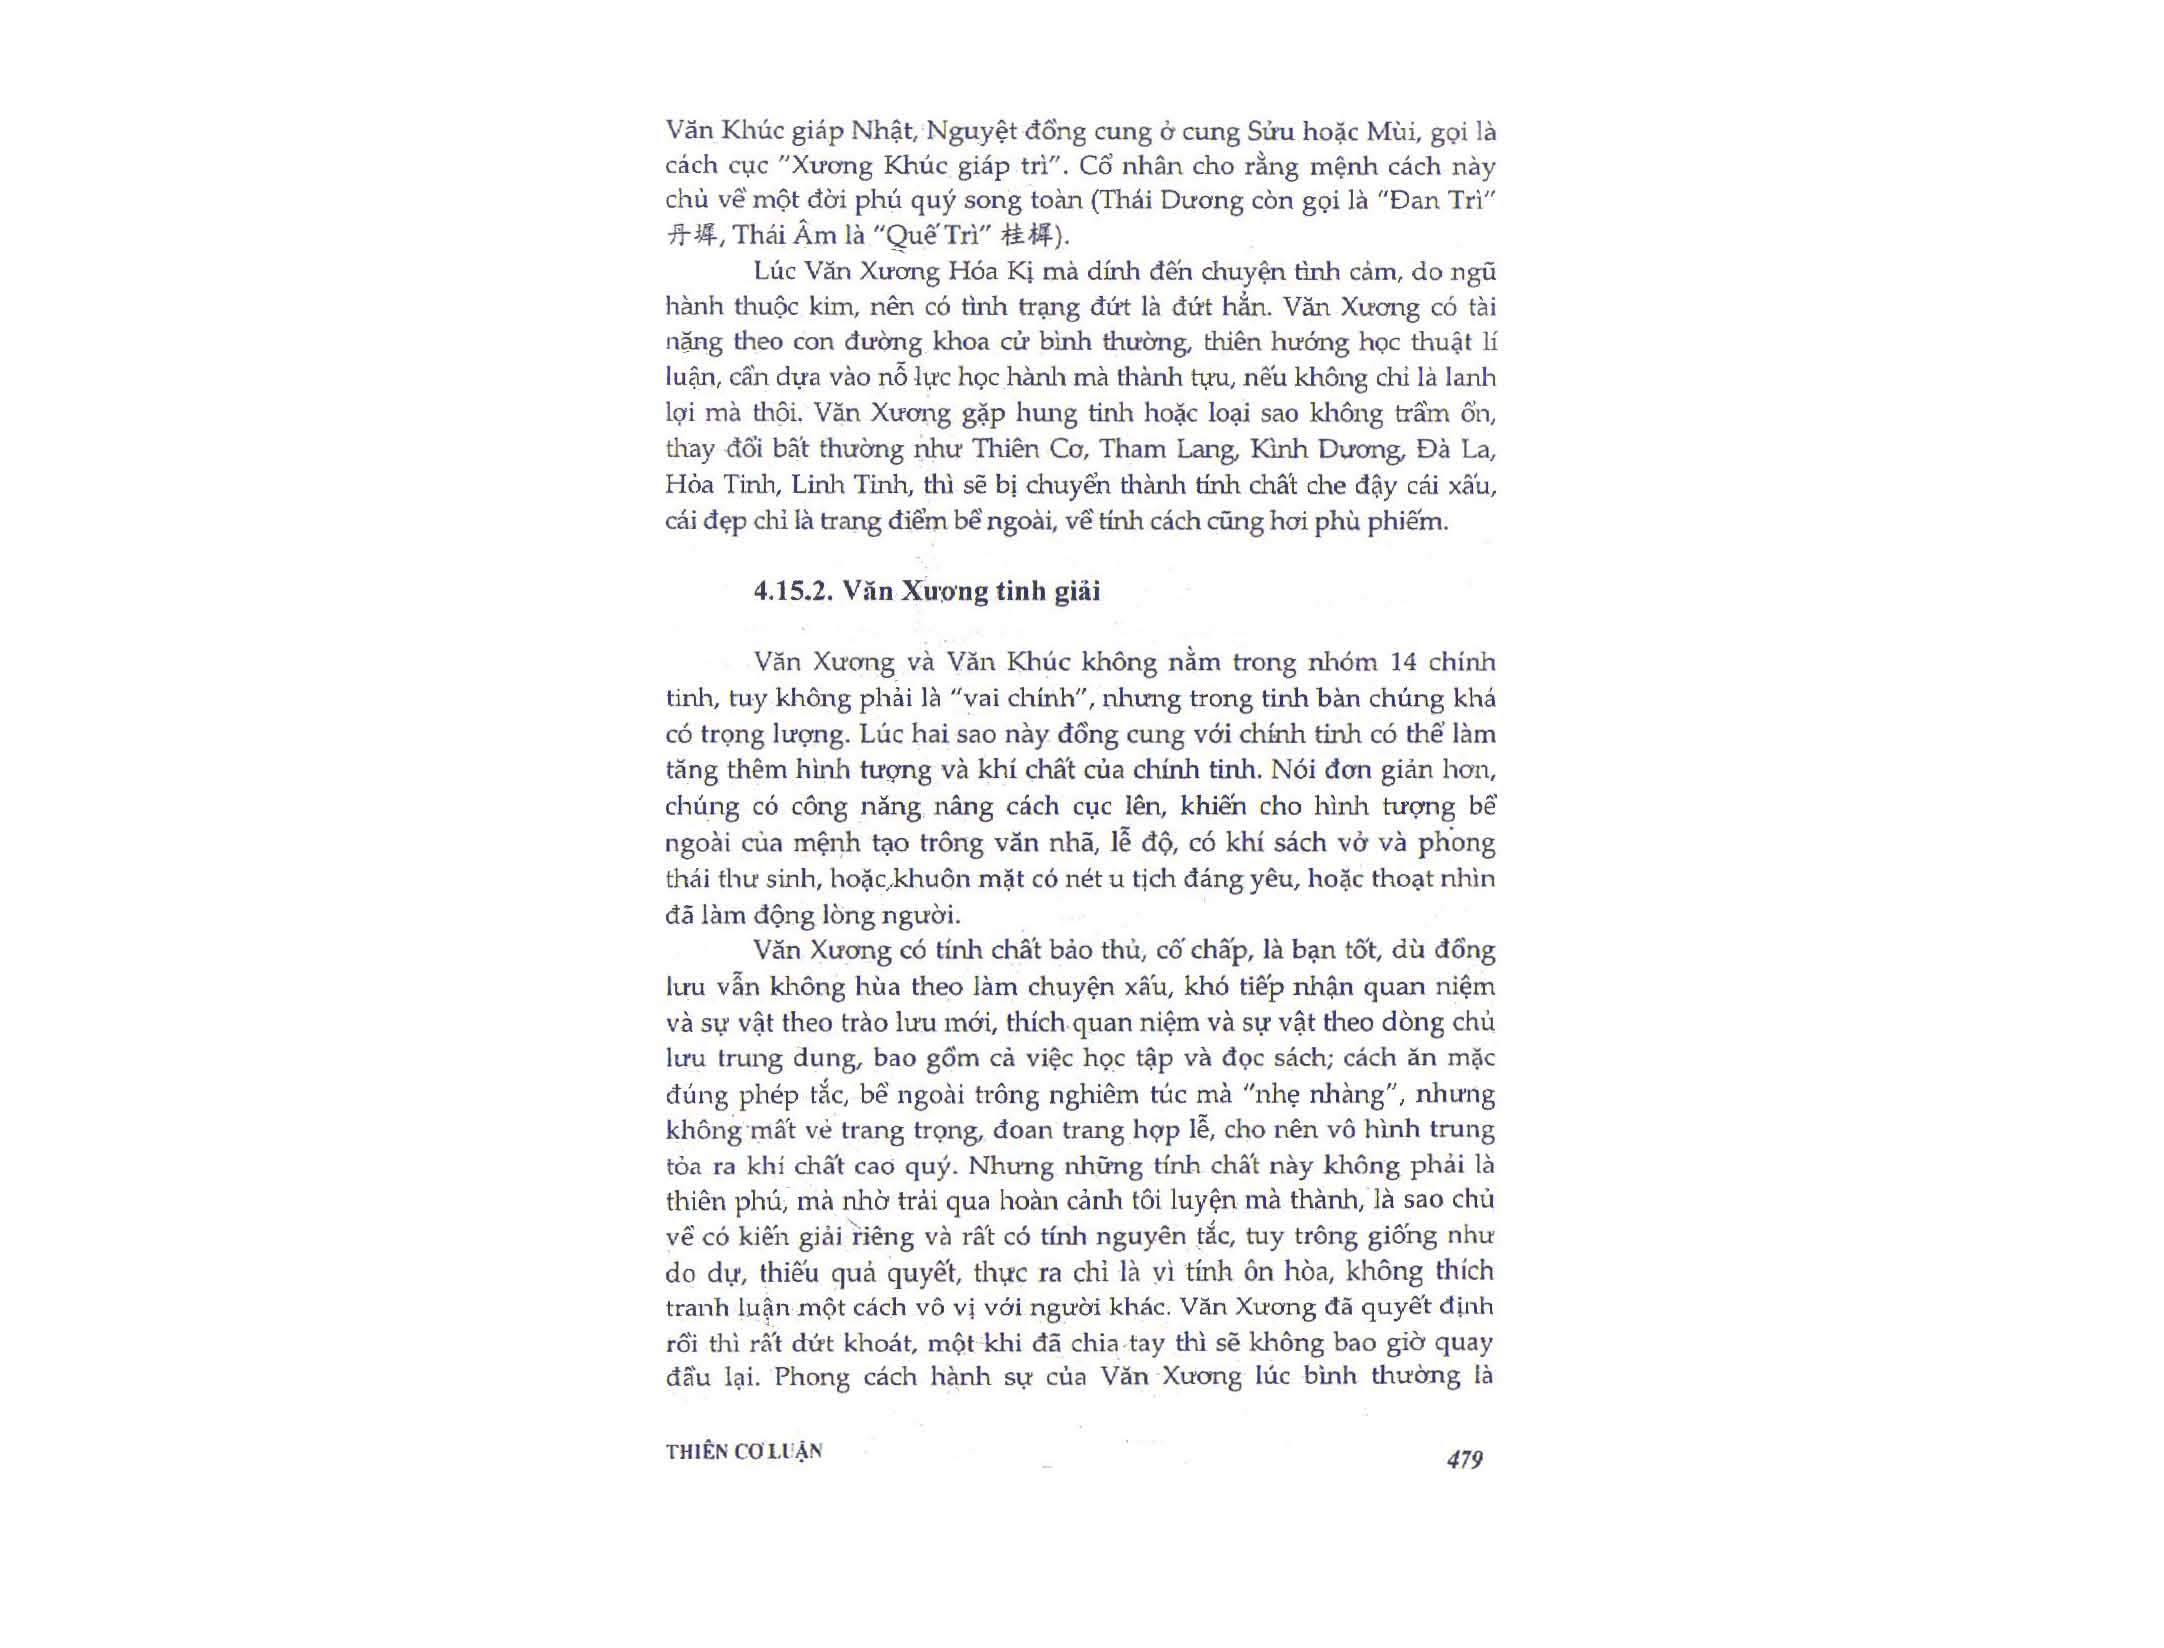 Văn Khúc giáp Nhật, Nguyệt đồng cung ở cung Sửu hoặc Mùi, gọi là
cách cục "Xương Khúc giáp trì". Cổ nhân cho rằng mệnh cách này
chủ về một đời phú quý song toàn (Thái Dương còn gọi là "Đan Trì"
丹墀, Thái Âm là "Quế Trì" 桂樨).
Lúc Văn Xương Hóa Kị mà dính đến chuyện tình cảm, do ngũ
hành thuộc kim, nên có tình trạng đứt là đứt hẳn. Văn Xương có tài
nặng theo con đường khoa cử bình thường, thiên hướng học thuật lí
luận, cần dựa vào nỗ lực học hành mà thành tựu, nếu không chỉ là lanh
lợi mà thôi. Văn Xương gặp hung tinh hoặc loại sao không trầm ổn,
thay đổi bất thường như Thiên Cơ, Tham Lang, Kình Dương, Đà La,
Hỏa Tinh, Linh Tinh, thì sẽ bị chuyển thành tính chất che đậy cái xấu,
cái đẹp chỉ là trang điểm bề ngoài, về tính cách cũng hơi phù phiếm.
4.15.2. Văn Xương tinh giải
Văn Xương và Văn Khúc không nằm trong nhóm 14 chính
tinh, tuy không phải là "vai chính", nhưng trong tinh bàn chúng khá
có trọng lượng. Lúc hai sao này đồng cung với chính tinh có thể làm
tăng thêm hình tượng và khí chất của chính tinh. Nói đơn giản hơn,
chúng có công năng nâng cách cục lên, khiến cho hình tượng bề
ngoài của mệnh tạo trông văn nhã, lễ độ, có khí sách vở và phong
thái thư sinh, hoặc khuôn mặt có nét u tịch đáng yêu, hoặc thoạt nhìn
đã làm động lòng người.
Văn Xương có tính chất bảo thủ, cố chấp, là bạn tốt, dù đồng
lưu vẫn không hùa theo làm chuyện xấu, khó tiếp nhận quan niệm
và sự vật theo trào lưu mới, thích quan niệm và sự vật theo dòng chủ
lưu trung dung, bao gồm cả việc học tập và đọc sách; cách ăn mặc
đúng phép tắc, bề ngoài trông nghiêm túc mà "nhẹ nhàng", nhưng
không mất vẻ trang trọng, đoan trang hợp lễ, cho nên vô hình trung
tỏa ra khí chất cao quý. Nhưng những tính chất này không phải là
thiên phú, mà nhờ trải qua hoàn cảnh tôi luyện mà thành, là sao chủ
về có kiến giải riêng và rất có tính nguyên tắc, tuy trông giống như
do dự, thiếu quả quyết, thực ra chỉ là vì tính ôn hòa, không thích
tranh luận một cách vô vị với người khác. Văn Xương đã quyết định
rồi thì rất dứt khoát, một khi đã chia tay thì sẽ không bao giờ quay
đầu lại. Phong cách hành sự của Văn Xương lúc bình thường là
THIÊN CƠ LUẬN
479